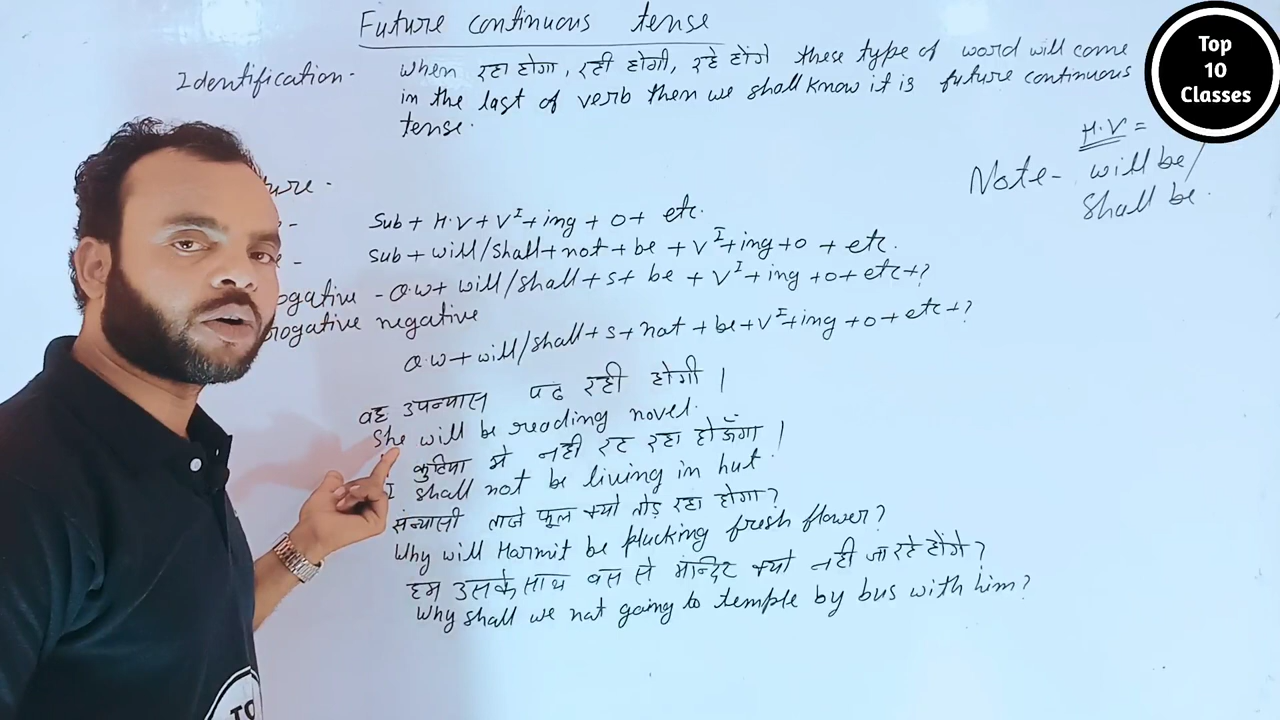 Future continuous tense
Top
10
Classes
Identification- when रहा होगा, रही होगी, रहे होंगे these type of word will come
in the last of verb then we shall know it is future continuous
tense.
H.V =
Note- will be/
shall be.
ure -
-
Sub + H.V + V^I + ing + o + etc.
- Sub + will/shall + not + be + V^I + ing + o + etc.
ogative - Q.w + will/shall + s + be + V^I + ing + o + etc + ?
rogative negative
Q.w + will/shall + s + not + be + V^I + ing + o + etc + ?
वह उपन्यास पढ रही होगी ।
She will be reading novel.
कुटिया मे नही रह रहा होऊँगा ।
I shall not be living in hut.
संन्यासी ताजे फूल क्यो तोड़ रहा होगा?
Why will Harmit be plucking fresh flower?
हम उसके साथ बस से मन्दिर क्यो नही जा रहे होंगे?
Why shall we not going to temple by bus with him?
TO